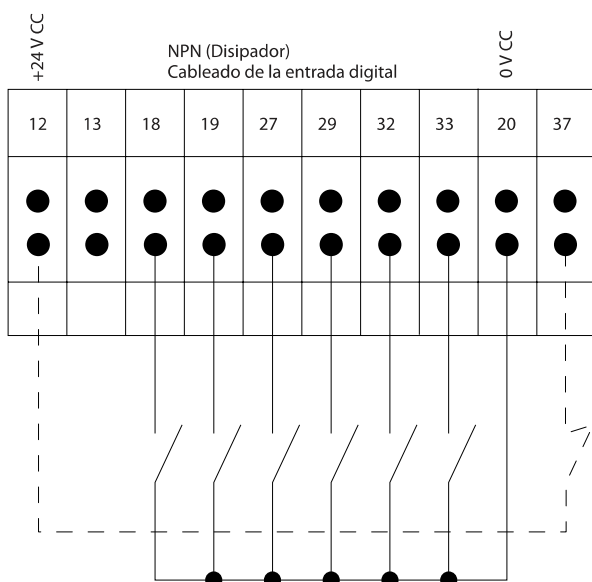 +24 V CC
NPN (Disipador)
Cableado de la entrada digital
0 V CC
12 13 18 19 27 29 32 33 20 37